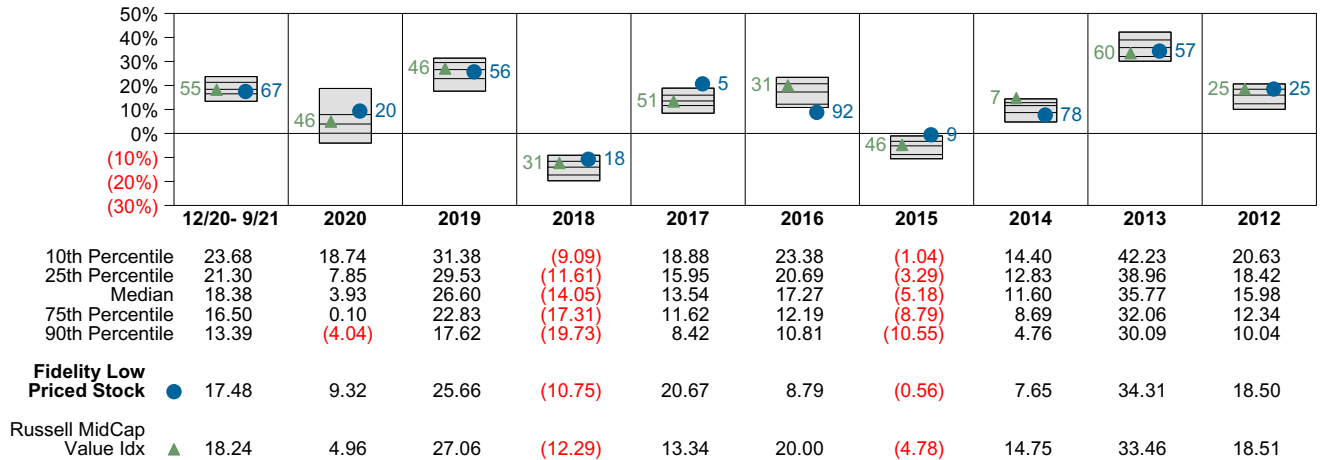 50%
40%
30%
20%
10%
0%
(10%)
(20%)
(30%)
55 67
46 20
46 56
31 18
51 5
31 92
46 9
7 78
60 57
25 25
12/20- 9/21 2020 2019 2018 2017 2016 2015 2014 2013 2012
10th Percentile 23.68 18.74 31.38 (9.09) 18.88 23.38 (1.04) 14.40 42.23 20.63
25th Percentile 21.30 7.85 29.53 (11.61) 15.95 20.69 (3.29) 12.83 38.96 18.42
Median 18.38 3.93 26.60 (14.05) 13.54 17.27 (5.18) 11.60 35.77 15.98
75th Percentile 16.50 0.10 22.83 (17.31) 11.62 12.19 (8.79) 8.69 32.06 12.34
90th Percentile 13.39 (4.04) 17.62 (19.73) 8.42 10.81 (10.55) 4.76 30.09 10.04
Fidelity Low
Priced Stock 17.48 9.32 25.66 (10.75) 20.67 8.79 (0.56) 7.65 34.31 18.50
Russell MidCap
Value Idx 18.24 4.96 27.06 (12.29) 13.34 20.00 (4.78) 14.75 33.46 18.51